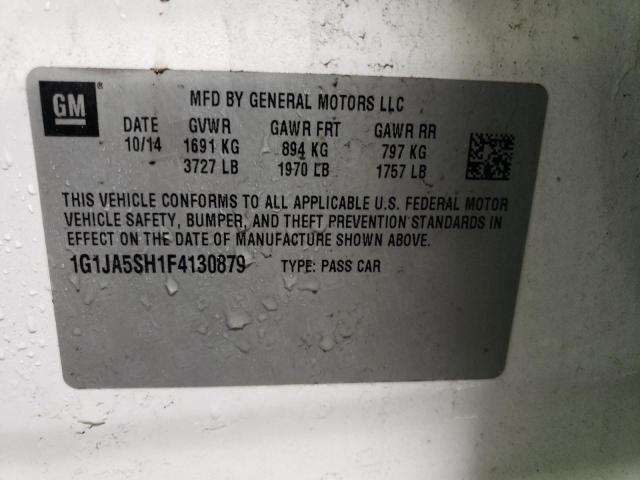 GM ®
MFD BY GENERAL MOTORS LLC
DATE GVWR GAWR FRT GAWR RR
10/14 1691 KG 894 KG 797 KG
3727 LB 1970 LB 1757 LB
THIS VEHICLE CONFORMS TO ALL APPLICABLE U.S. FEDERAL MOTOR
VEHICLE SAFETY, BUMPER, AND THEFT PREVENTION STANDARDS IN
EFFECT ON THE DATE OF MANUFACTURE SHOWN ABOVE.
1G1JA5SH1F4130879 TYPE: PASS CAR